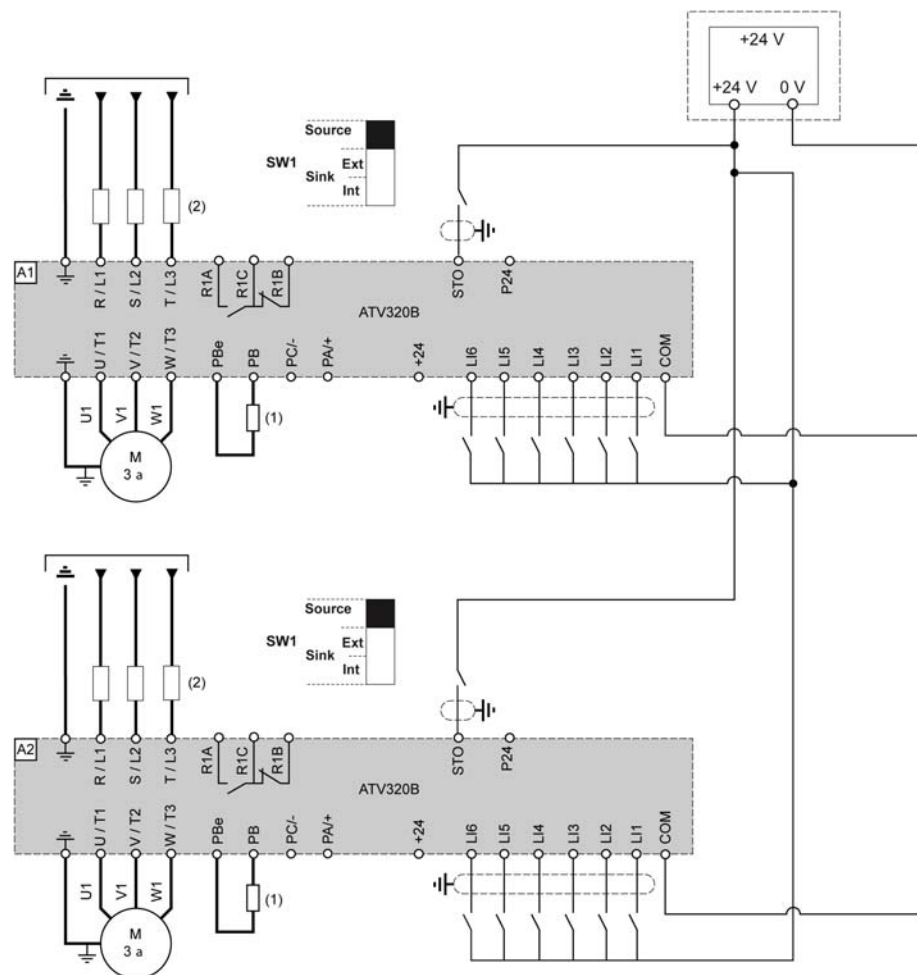 +24 V
+24 V 0 V
Source
SW1 Ext
Sink
Int
(2)
A1
R / L1 S / L2 T / L3 R1A R1C R1B STO P24
ATV320B
U / T1 V / T2 W / T3 PBe PB PC/- PA/+ +24 LI6 LI5 LI4 LI3 LI2 LI1 COM
U1 V1 W1
(1)
M
3 a
Source
SW1 Ext
Sink
Int
(2)
A2
R / L1 S / L2 T / L3 R1A R1C R1B STO P24
ATV320B
U / T1 V / T2 W / T3 PBe PB PC/- PA/+ +24 LI6 LI5 LI4 LI3 LI2 LI1 COM
U1 V1 W1
(1)
M
3 a